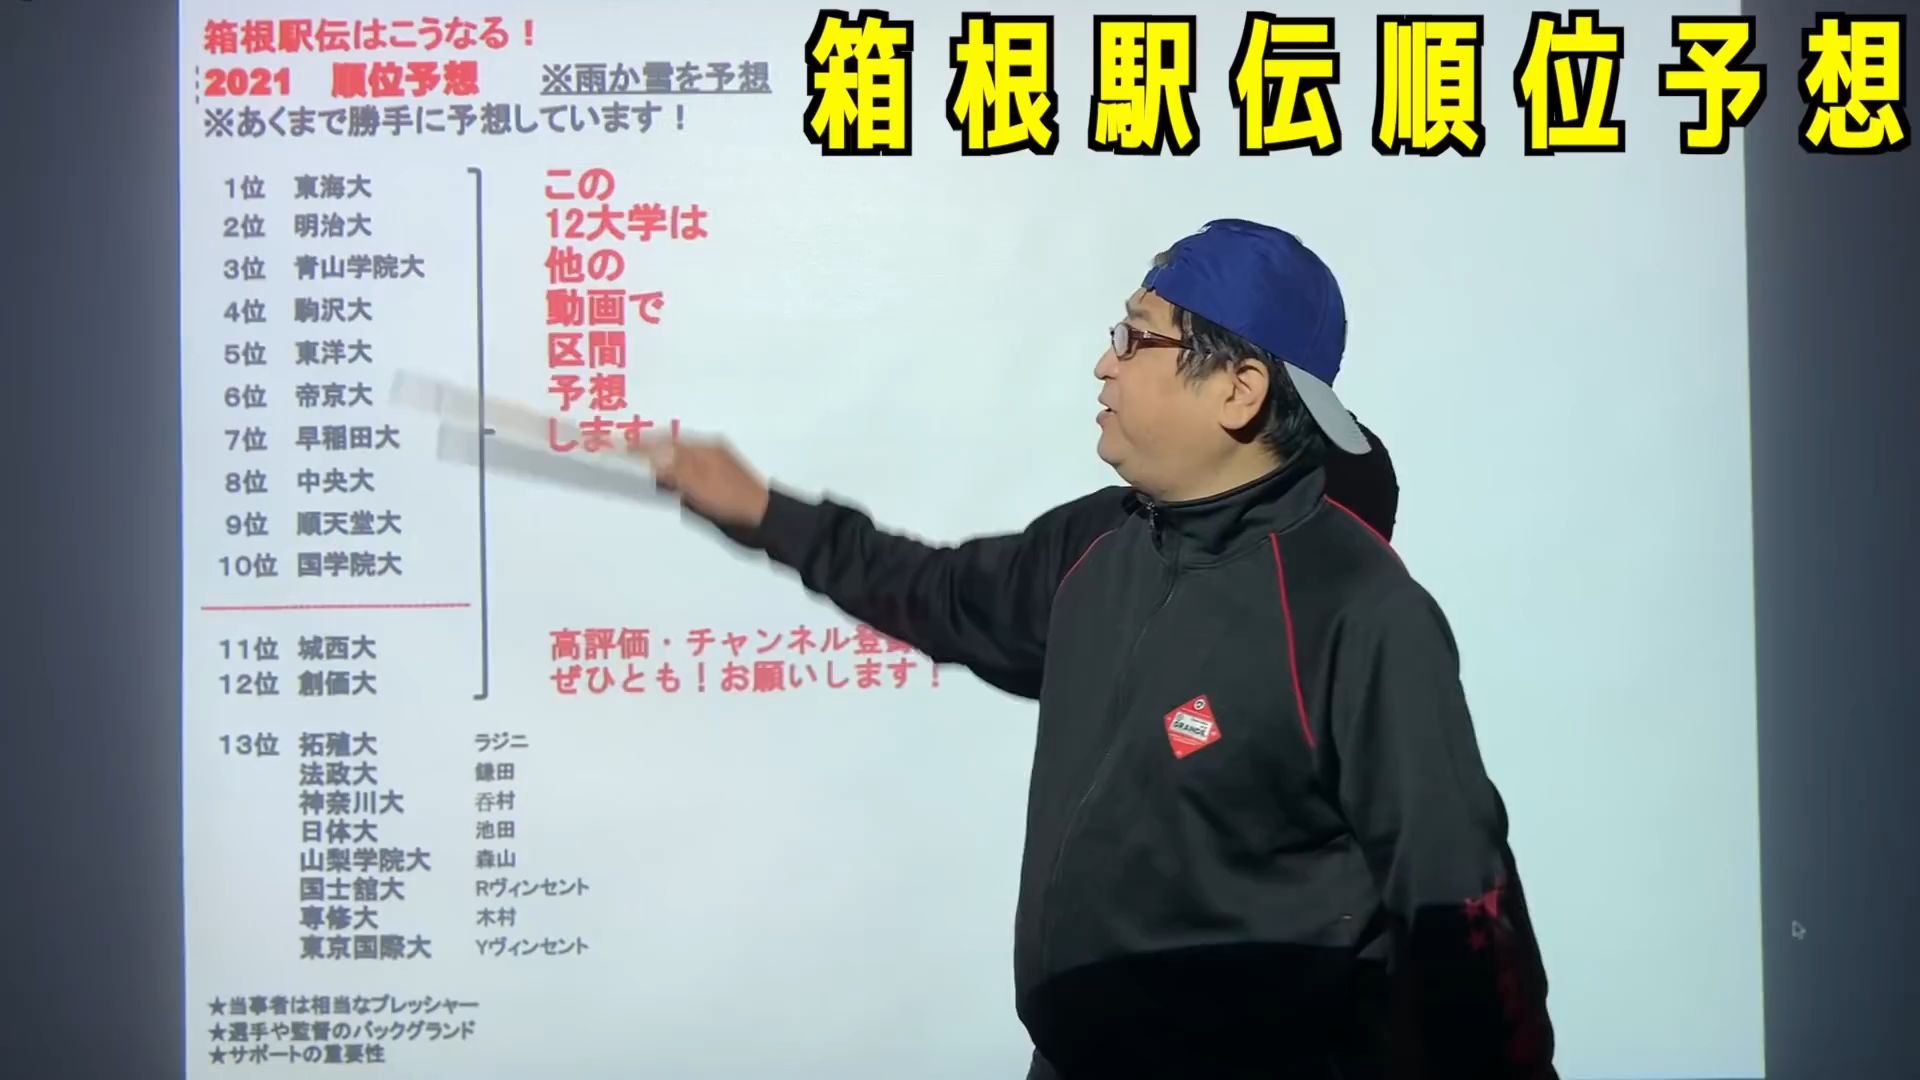 箱根駅伝順位予想
箱根駅伝はこうなる！
2021 順位予想 ※雨か雪を予想
※あくまで勝手に予想しています！
1位 東海大
2位 明治大
3位 青山学院大
4位 駒沢大
5位 東洋大
6位 帝京大
7位 早稲田大
8位 中央大
9位 順天堂大
10位 国学院大
11位 城西大
12位 創価大
この
12大学は
他の
動画で
区間
予想
します！
高評価・チャンネル登
ぜひとも！お願いします！
13位 拓殖大 ラジニ
法政大 鎌田
神奈川大 呑村
日体大 池田
山梨学院大 森山
国士舘大 Rヴィンセント
専修大 木村
東京国際大 Yヴィンセント
★当事者は相当なプレッシャー
★選手や監督のバックグランド
★サポートの重要性